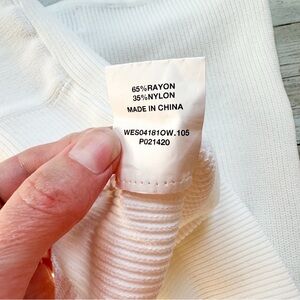 65%RAYON
35%NYLON
MADE IN CHINA
WES04181OW.105
P021420